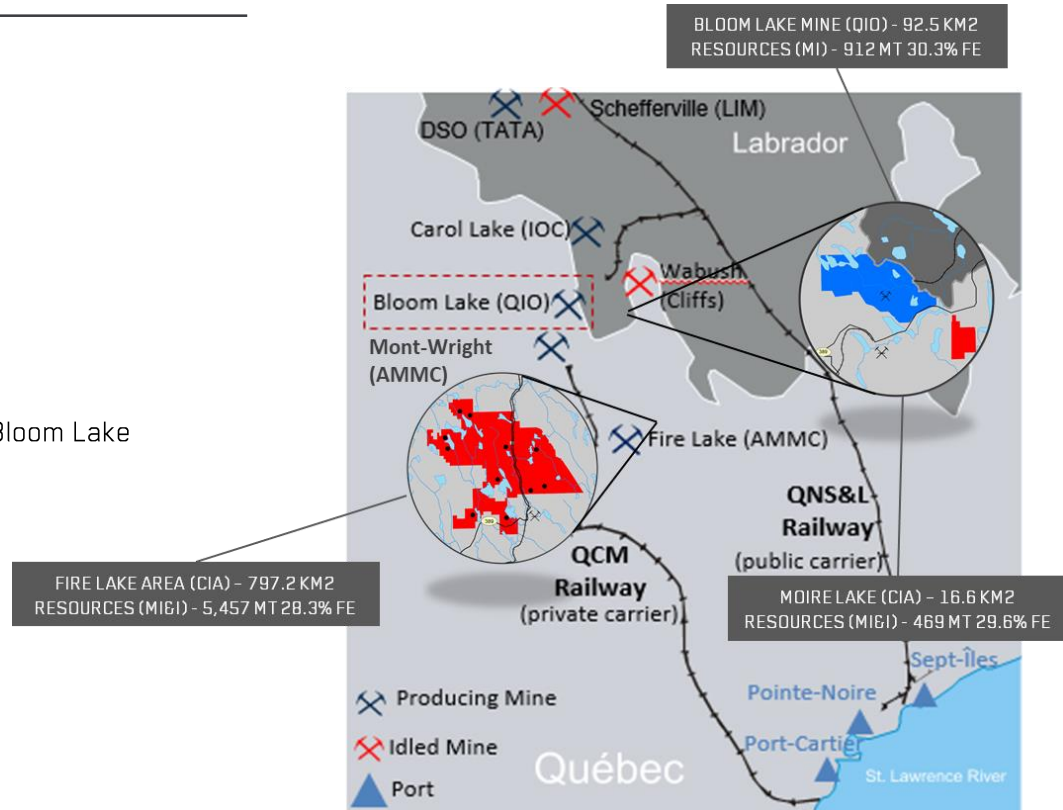 BLOOM LAKE MINE (QIO) - 92.5 KM2
RESOURCES (MI) - 912 MT 30.3% FE
DSO (TATA)
Schefferville (LIM)
Labrador
Carol Lake (IOC)
Wabush
(Cliffs)
Bloom Lake (QIO)
Mont-Wright
(AMMC)
389
Bloom Lake
Fire Lake (AMMC)
389
QNS&L
Railway
(public carrier)
QCM
Railway
(private carrier)
FIRE LAKE AREA (CIA) - 797.2 KM2
RESOURCES (MI&I) - 5,457 MT 28.3% FE
MOIRE LAKE (CIA) - 16.6 KM2
RESOURCES (MI&I) - 469 MT 29.6% FE
Sept-Îles
Pointe-Noire
Port-Cartier
Producing Mine
Idled Mine
Port
Québec
St. Lawrence River